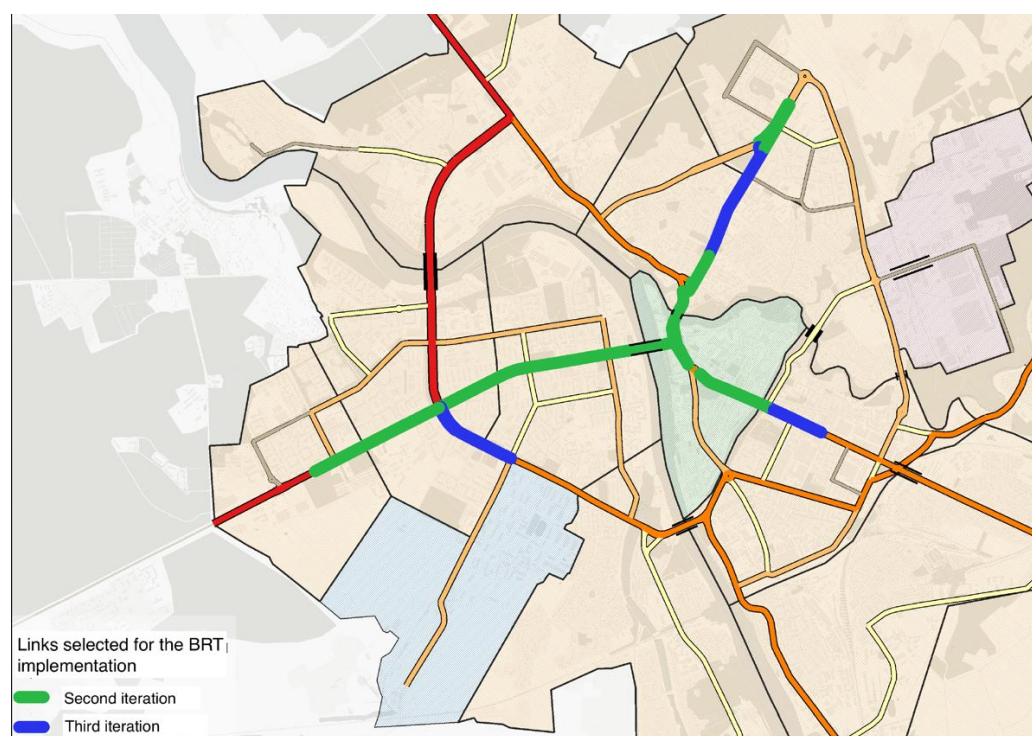 Links selected for the BRT
implementation
Second iteration
Third iteration